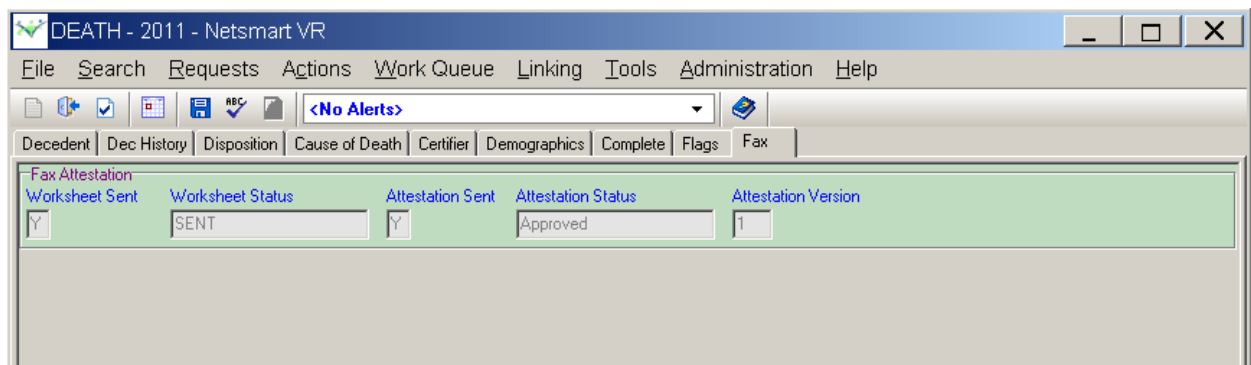 DEATH - 2011 - Netsmart VR
File Search Requests Actions Work Queue Linking Tools Administration Help
ABC <No Alerts>
Decedent Dec History Disposition Cause of Death Certifier Demographics Complete Flags Fax
Fax Attestation
Worksheet Sent Worksheet Status Attestation Sent Attestation Status Attestation Version
Y SENT Y Approved 1